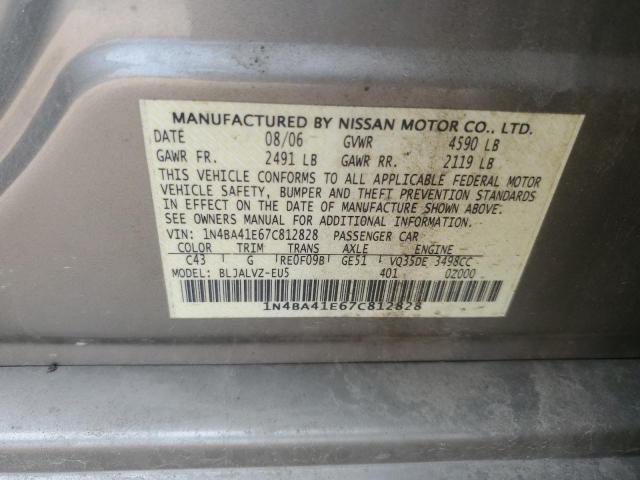 MANUFACTURED BY NISSAN MOTOR CO., LTD.
DATE 08/06 GVWR 4590 LB
GAWR FR. 2491 LB GAWR RR. 2119 LB
THIS VEHICLE CONFORMS TO ALL APPLICABLE FEDERAL MOTOR
VEHICLE SAFETY, BUMPER AND THEFT PREVENTION STANDARDS
IN EFFECT ON THE DATE OF MANUFACTURE SHOWN ABOVE.
SEE OWNERS MANUAL FOR ADDITIONAL INFORMATION.
VIN: 1N4BA41E67C812828 PASSENGER CAR
COLOR TRIM TRANS AXLE ENGINE
C43 G RE0F09B GE51 VQ35DE 3498CC
MODEL: BLJALVZ-EU5 401 0Z000
1N4BA41E67C812828